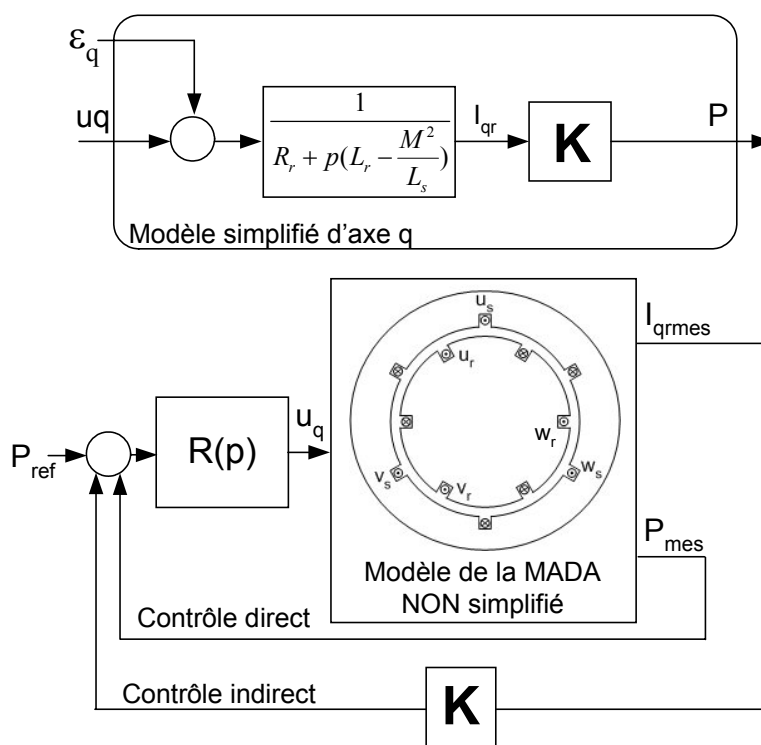 ε_q
uq
1
R_r + p(L_r - M^2 / L_s)
I_qr
K
P
Modèle simplifié d'axe q
P_ref
R(p)
u_q
u_s
u_r
w_r
w_s
v_s
v_r
Modèle de la MADA
NON simplifié
I_qrmes
P_mes
Contrôle direct
Contrôle indirect
K